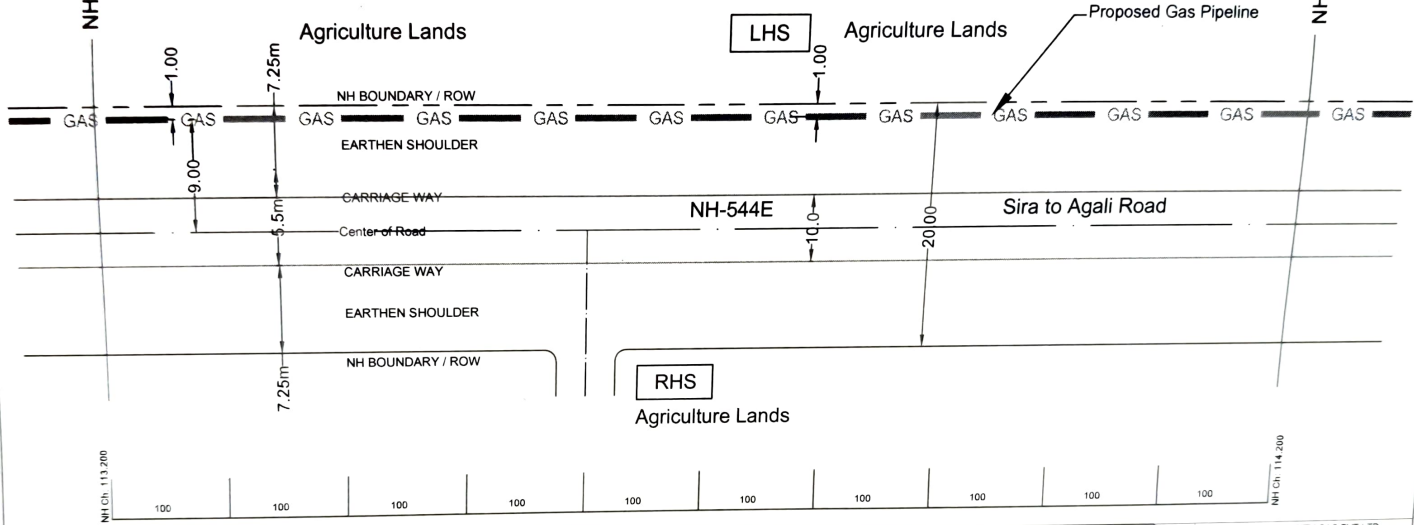 NH
NH
Agriculture Lands
LHS
Agriculture Lands
Proposed Gas Pipeline
1.00
7.25m
1.00
NH BOUNDARY / ROW
GAS GAS GAS GAS GAS GAS GAS GAS GAS GAS GAS GAS
EARTHEN SHOULDER
9.00
CARRIAGE WAY
NH-544E
Sira to Agali Road
5.5m
Center of Road
10.0
20.00
CARRIAGE WAY
EARTHEN SHOULDER
NH BOUNDARY / ROW
7.25m
RHS
Agriculture Lands
NH Ch. 113.200
100 100 100 100 100 100 100 100 100 100
NH Ch. 114.200